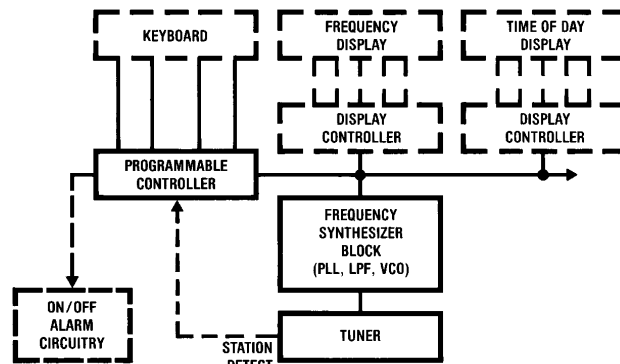 KEYBOARD
FREQUENCY
DISPLAY
TIME OF DAY
DISPLAY
DISPLAY
CONTROLLER
DISPLAY
CONTROLLER
PROGRAMMABLE
CONTROLLER
FREQUENCY
SYNTHESIZER
BLOCK
(PLL, LPF, VCO)
ON/OFF
ALARM
CIRCUITRY
TUNER
STATION
DETECT